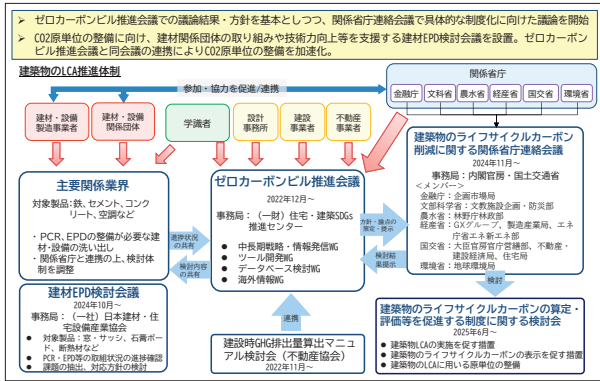 ➢ ゼロカーボンビル推進会議での議論結果・方針を基本としつつ、関係省庁連絡会議で具体的な制度化に向けた議論を開始
➢ CO2原単位の整備に向け、建材関係団体の取り組みや技術力向上等を支援する建材EPD検討会議を設置。ゼロカーボン
ビル推進会議と同会議の連携によりCO2原単位の整備を加速化。
建築物のLCA推進体制
参加・協力を促進/連携
関係省庁
金融庁 文科省 農水省 経産省 国交省 環境省
建材・設備
製造事業者
建材・設備
関係団体
学識者
設計
事務所
建設
事業者
不動産
事業者
主要関係業界
対象製品:鉄、セメント、コンク
リート、空調など
・PCR、EPDの整備が必要な建
材・設備の洗い出し
・関係省庁と連携の上、検討体
制を調整
進捗状況
の共有
検討内容
の共有
建材EPD検討会議
2024年10月～
事務局:（一社）日本建材・住
宅設備産業協会
● 対象製品:窓・サッシ、石膏ボー
ド、断熱材など
● PCR・EPD等の取組状況の進捗確認
● 課題の抽出、対応方針の検討
ゼロカーボンビル推進会議
2022年12月～
事務局:（一財）住宅・建築SDGs
推進センター
● 中長期戦略・情報発信WG
● ツール開発WG
● データベース検討WG
● 海外情報WG
連携
建設時GHG排出量算出マニュ
アル検討会（不動産協会）
2022年11月～
方針・論点の
策定・提示
検討結
果提示
建築物のライフサイクルカーボン
削減に関する関係省庁連絡会議
2024年11月～
事務局:内閣官房・国土交通省
＜メンバー＞
金融庁:企画市場局
文部科学省:文教施設企画・防災部
農水省:林野庁林政部
経産省:GXグループ、製造産業局、エネ
庁省エネ新エネ部
国交省:大臣官房官庁営繕部、不動産・
建設経済局、住宅局
環境省:地球環境局
検討
建築物のライフサイクルカーボンの算定・
評価等を促進する制度に関する検討会
2025年6月～
● 建築物LCAの実施を促す措置
● 建築物のライフサイクルカーボンの表示を促す措置
● 建築物のLCAに用いる原単位の整備